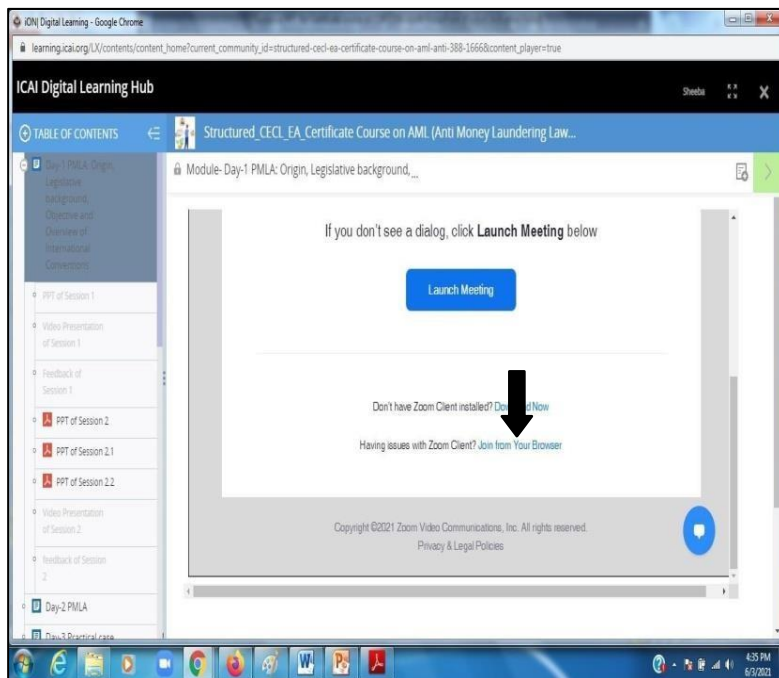 iON| Digital Learning - Google Chrome
learning.icai.org/LX/contents/content_home?current_community_id=structured-cecl-ea-certificate-course-on-aml-anti-388-1666&content_player=true
ICAI Digital Learning Hub
Sheeba
TABLE OF CONTENTS
Structured_CECL_EA_Certificate Course on AML (Anti Money Laundering Law...
Day-1 PMLA: Origin,
Legislative
background,
Objective and
Overview of
International
Conventions
PPT of Session 1
Video Presentation
of Session 1
Feedback of
Session 1
PPT of Session 2
PPT of Session 2.1
PPT of Session 2.2
Video Presentation
of Session 2
Feedback of Session
2
Day-2 PMLA
Day-3 Practical case
Module- Day-1 PMLA: Origin, Legislative background, ...
If you don't see a dialog, click Launch Meeting below
Launch Meeting
Don't have Zoom Client installed? Download Now
Having issues with Zoom Client? Join from Your Browser
Copyright ©2021 Zoom Video Communications, Inc. All rights reserved.
Privacy & Legal Policies
4:35 PM
6/3/2021